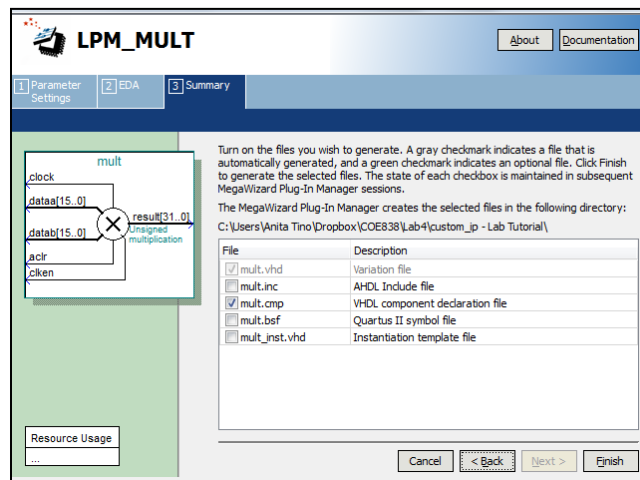 LPM_MULT
About
Documentation
1 Parameter Settings
2 EDA
3 Summary
mult
clock
dataa[15..0]
result[31..0]
datab[15..0]
Unsigned
multiplication
aclr
clken
Turn on the files you wish to generate. A gray checkmark indicates a file that is
automatically generated, and a green checkmark indicates an optional file. Click Finish
to generate the selected files. The state of each checkbox is maintained in subsequent
MegaWizard Plug-In Manager sessions.
The MegaWizard Plug-In Manager creates the selected files in the following directory:
C:\Users\Anita Tino\Dropbox\COE838\Lab4\custom_ip - Lab Tutorial\
File Description
mult.vhd Variation file
mult.inc AHDL Include file
mult.cmp VHDL component declaration file
mult.bsf Quartus II symbol file
mult_inst.vhd Instantiation template file
Resource Usage
...
Cancel < Back Next > Finish